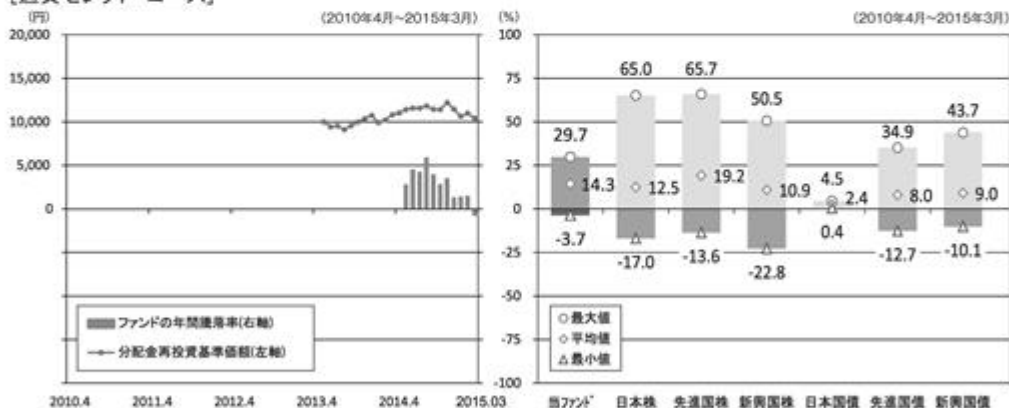 (円)
(2010年4月～2015年3月)
20,000
15,000
10,000
5,000
0
ファンドの年間騰落率(右軸)
分配金再投資基準価額(左軸)
2010.4 2011.4 2012.4 2013.4 2014.4 2015.03
(%)
(2010年4月～2015年3月)
100
75
50
25
0
-25
-50
-75
-100
29.7 65.0 65.7 50.5 4.5 34.9 43.7
14.3 12.5 19.2 10.9 2.4 8.0 9.0
-3.7 -17.0 -13.6 -22.8 0.4 -12.7 -10.1
最大値
平均値
最小値
当ファンド 日本株 先進国株 新興国株 日本国債 先進国債 新興国債